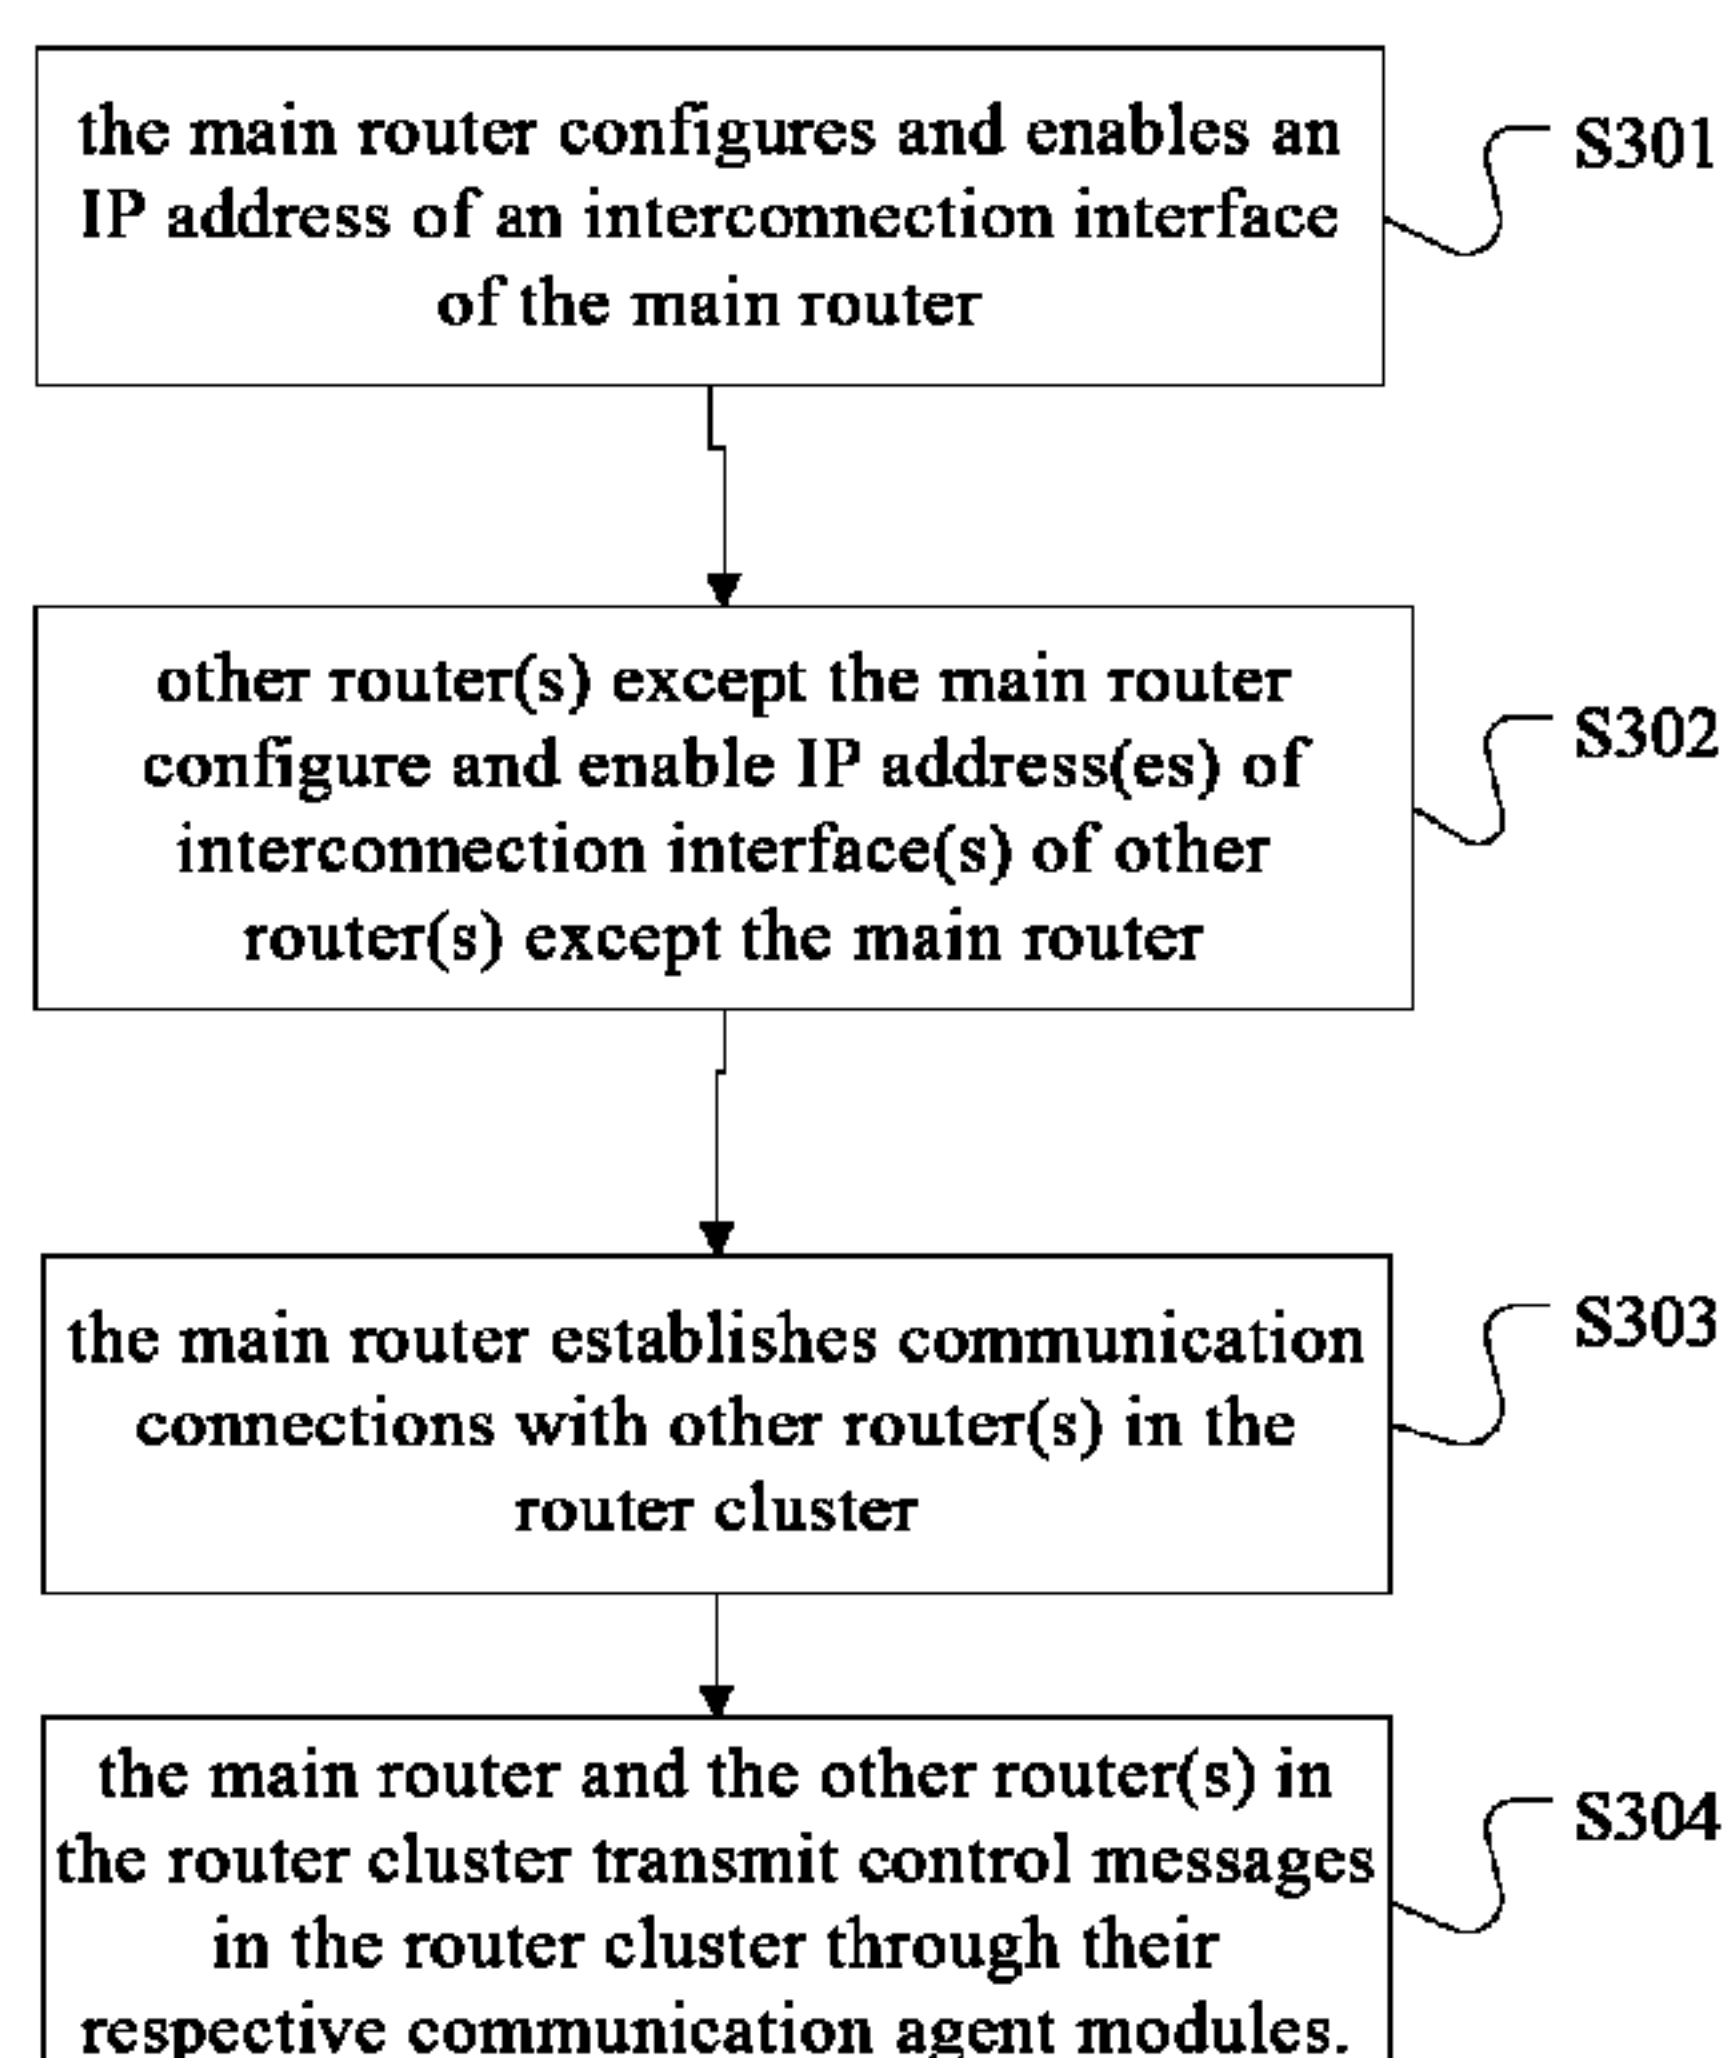 the main router configures and enables an
IP address of an interconnection interface
of the main router
S301
other router(s) except the main router
configure and enable IP address(es) of
interconnection interface(s) of other
router(s) except the main router
S302
the main router establishes communication
connections with other router(s) in the
router cluster
S303
the main router and the other router(s) in
the router cluster transmit control messages
in the router cluster through their
respective communication agent modules.
S304